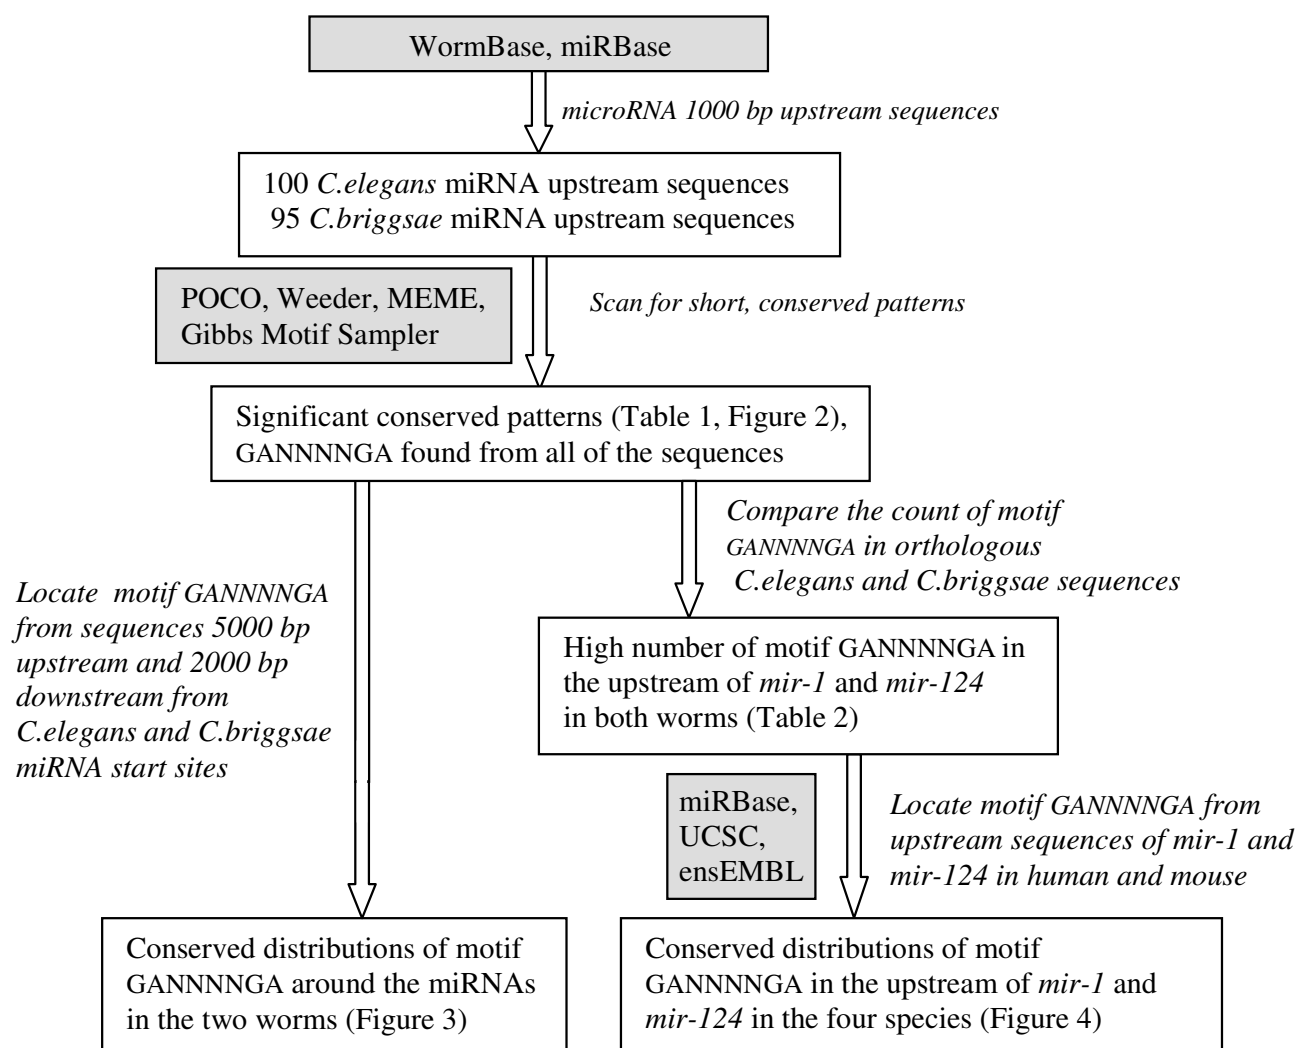 WormBase, miRBase
microRNA 1000 bp upstream sequences
100 C.elegans miRNA upstream sequences
95 C.briggsae miRNA upstream sequences
POCO, Weeder, MEME,
Gibbs Motif Sampler
Scan for short, conserved patterns
Significant conserved patterns (Table 1, Figure 2),
GANNNNGA found from all of the sequences
Compare the count of motif
GANNNNGA in orthologous
C.elegans and C.briggsae sequences
Locate motif GANNNNGA
from sequences 5000 bp
upstream and 2000 bp
downstream from
C.elegans and C.briggsae
miRNA start sites
High number of motif GANNNNGA in
the upstream of mir-1 and mir-124
in both worms (Table 2)
miRBase,
UCSC,
ensEMBL
Locate motif GANNNNGA from
upstream sequences of mir-1 and
mir-124 in human and mouse
Conserved distributions of motif
GANNNNGA around the miRNAs
in the two worms (Figure 3)
Conserved distributions of motif
GANNNNGA in the upstream of mir-1 and
mir-124 in the four species (Figure 4)